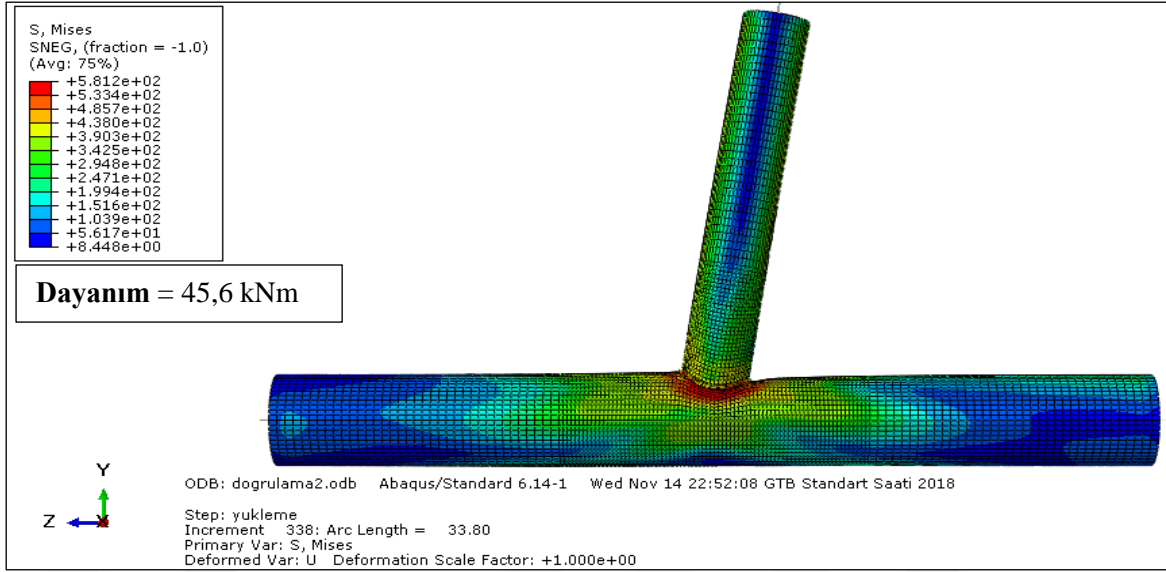 S, Mises
SNEG, (fraction = -1.0)
(Avg: 75%)
+5.812e+02
+5.334e+02
+4.857e+02
+4.380e+02
+3.903e+02
+3.425e+02
+2.948e+02
+2.471e+02
+1.994e+02
+1.516e+02
+1.039e+02
+5.617e+01
+8.448e+00
Dayanım = 45,6 kNm
Y
Z
X
ODB: dogrulama2.odb Abaqus/Standard 6.14-1 Wed Nov 14 22:52:08 GTB Standart Saati 2018
Step: yukleme
Increment 338: Arc Length = 33.80
Primary Var: S, Mises
Deformed Var: U Deformation Scale Factor: +1.000e+00